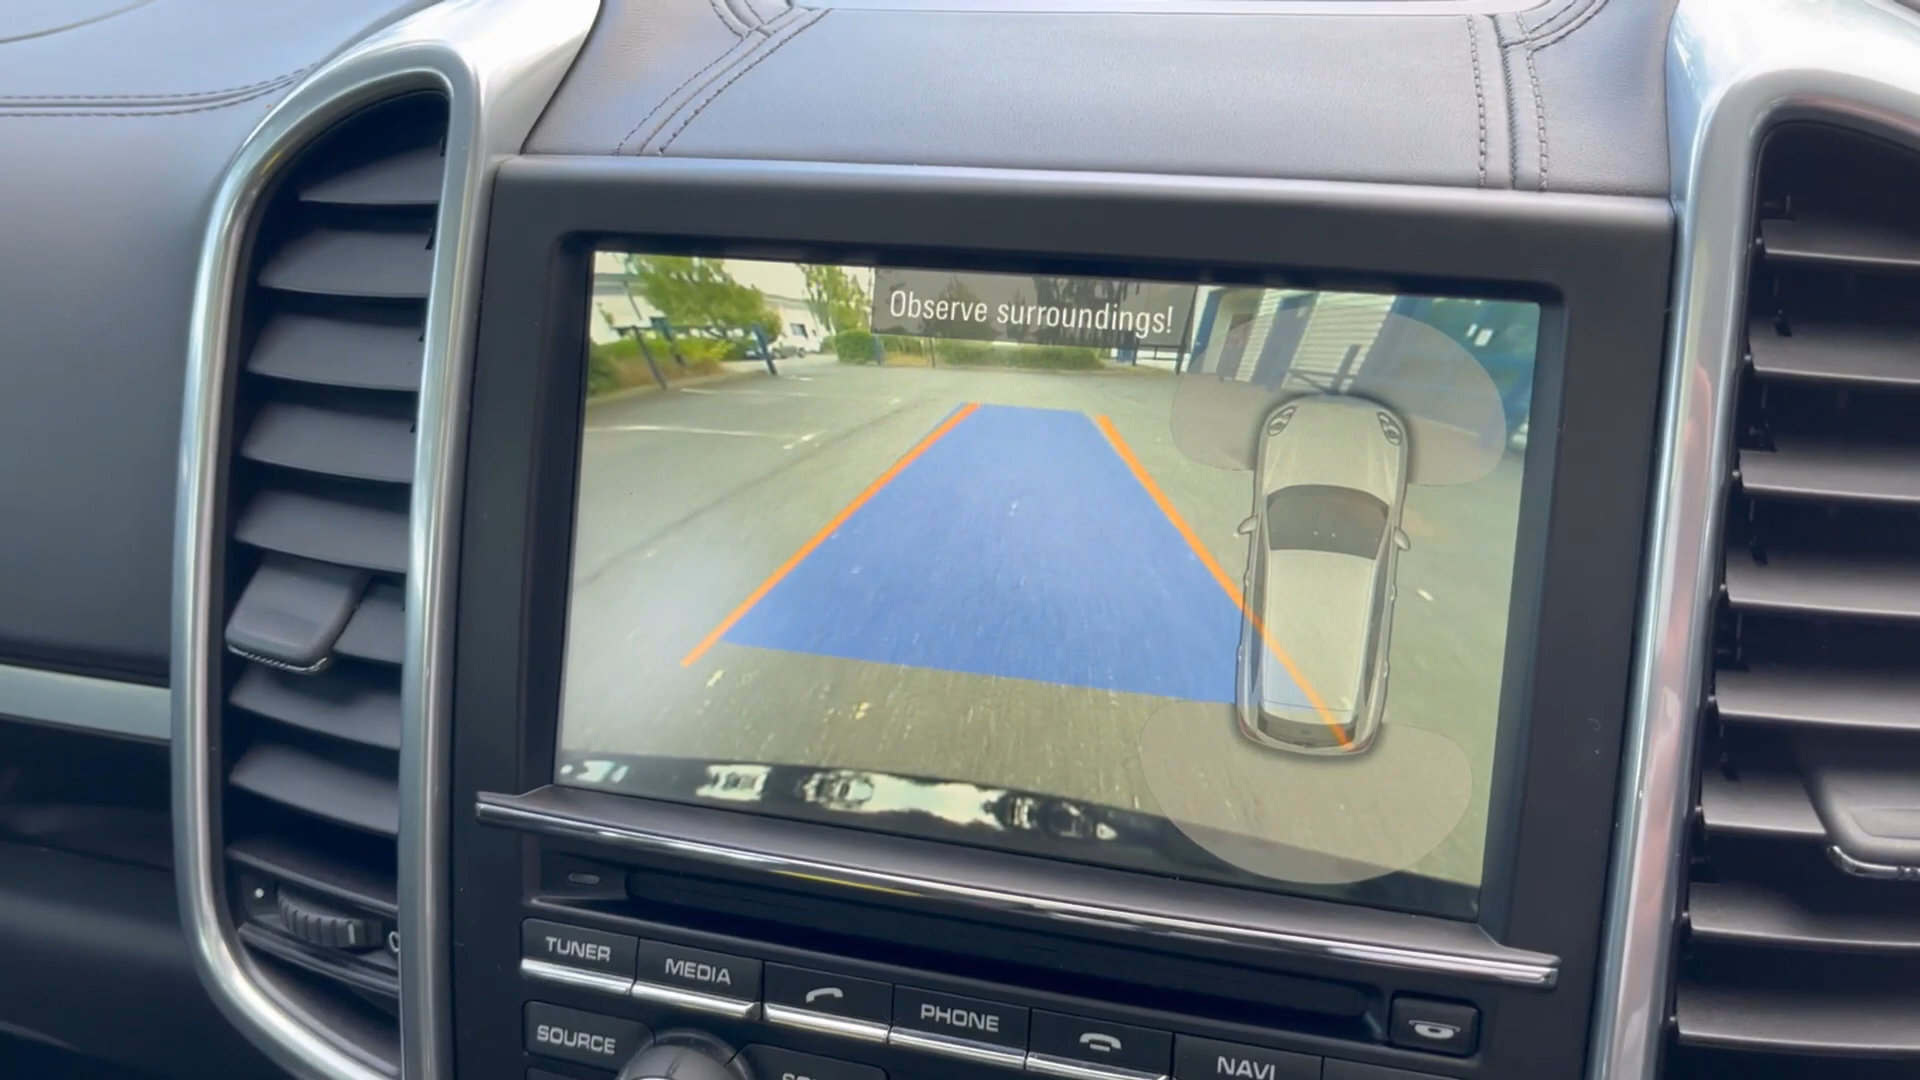 Observe surroundings!
TUNER
MEDIA
PHONE
SOURCE
NAVI